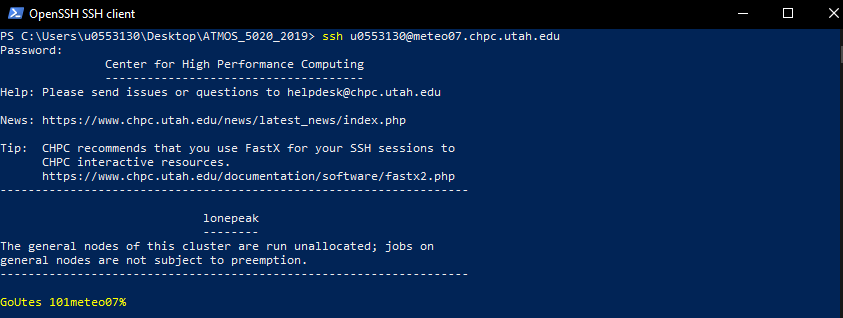 OpenSSH SSH client
PS C:\Users\u0553130\Desktop\ATMOS_5020_2019> ssh u0553130@meteo07.chpc.utah.edu
Password:
Center for High Performance Computing
-------------------------------------
Help: Please send issues or questions to helpdesk@chpc.utah.edu
News: https://www.chpc.utah.edu/news/latest_news/index.php
Tip:  CHPC recommends that you use FastX for your SSH sessions to
CHPC interactive resources.
https://www.chpc.utah.edu/documentation/software/fastx2.php
-------------------------------------------------------------------
lonepeak
--------
The general nodes of this cluster are run unallocated; jobs on
general nodes are not subject to preemption.
-------------------------------------------------------------------
GoUtes 101meteo07%